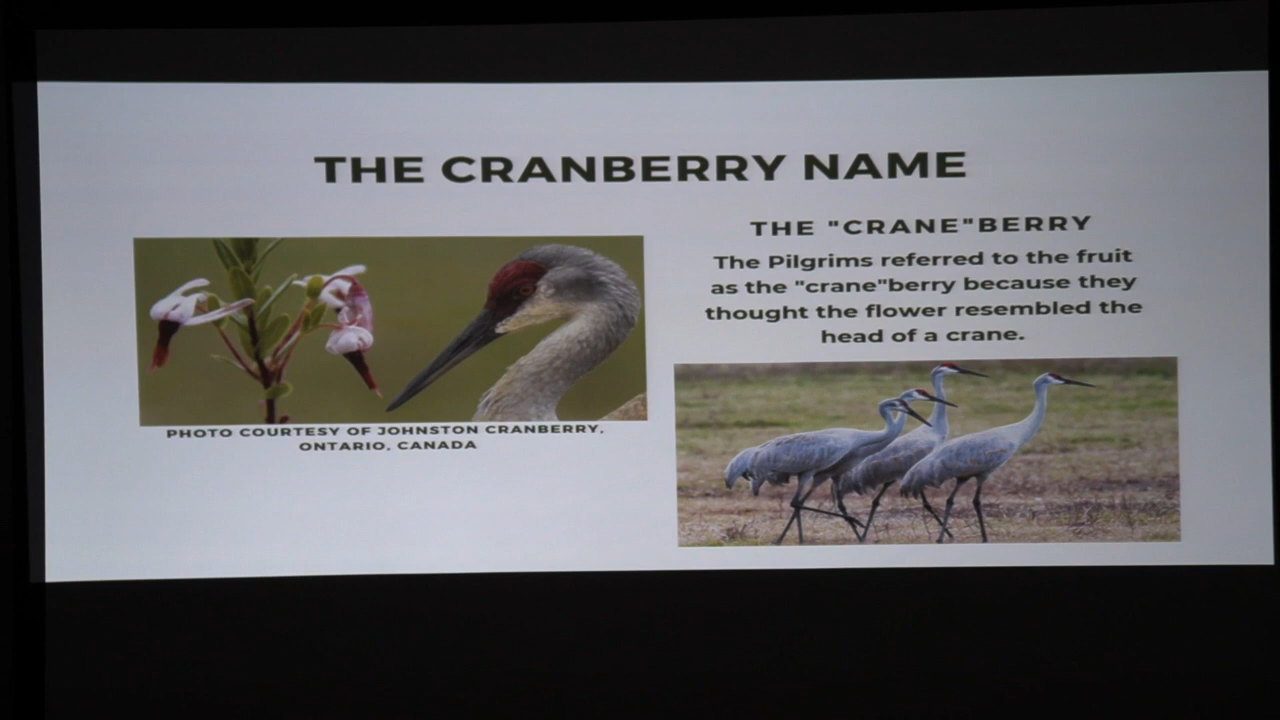 THE CRANBERRY NAME
PHOTO COURTESY OF JOHNSTON CRANBERRY,
ONTARIO, CANADA
THE "CRANE"BERRY
The Pilgrims referred to the fruit
as the "crane"berry because they
thought the flower resembled the
head of a crane.